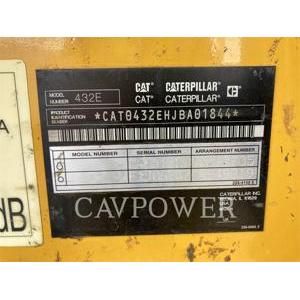 MODEL NUMBER 432E CAT® CATERPILLAR®
CAT® CATERPILLAR®
PRODUCT IDENTIFICATION NUMBER *CAT0432EHJBA01844*
MODEL NUMBER SERIAL NUMBER ARRANGEMENT NUMBER
A
dB
CAVPOWER
CATERPILLAR INC.